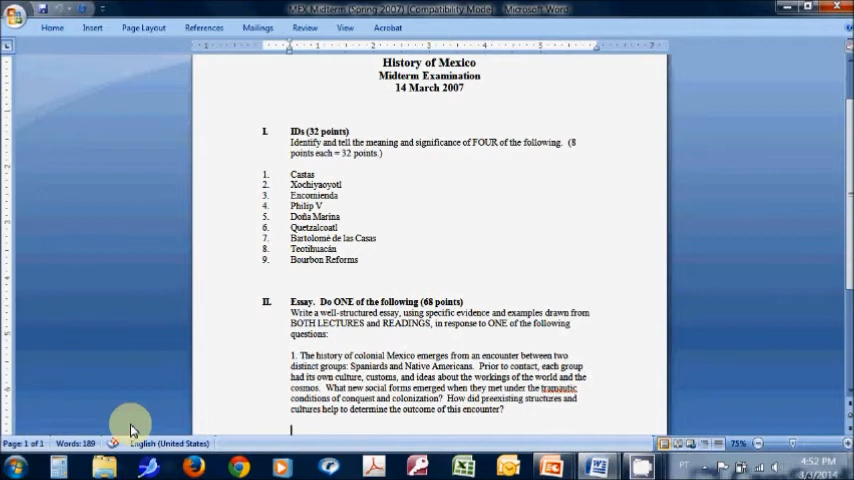 MEX Midterm (Spring 2007) [Compatibility Mode] - Microsoft Word
Home Insert Page Layout References Mailings Review View Acrobat
History of Mexico
Midterm Examination
14 March 2007
I. IDs (32 points)
Identify and tell the meaning and significance of FOUR of the following. (8
points each = 32 points.)
1. Castas
2. Xochiyaoyotl
3. Encomienda
4. Philip V
5. Doña Marina
6. Quetzalcoatl
7. Bartolomé de las Casas
8. Teotihuacán
9. Bourbon Reforms
II. Essay. Do ONE of the following (68 points)
Write a well-structured essay, using specific evidence and examples drawn from
BOTH LECTURES and READINGS, in response to ONE of the following
questions:
1. The history of colonial Mexico emerges from an encounter between two
distinct groups: Spaniards and Native Americans. Prior to contact, each group
had its own culture, customs, and ideas about the workings of the world and the
cosmos. What new social forms emerged when they met under the tramautic
conditions of conquest and colonization? How did preexisting structures and
cultures help to determine the outcome of this encounter?
Page: 1 of 1 Words: 189 English (United States) 75%
PT 4:52 PM
3/3/2014